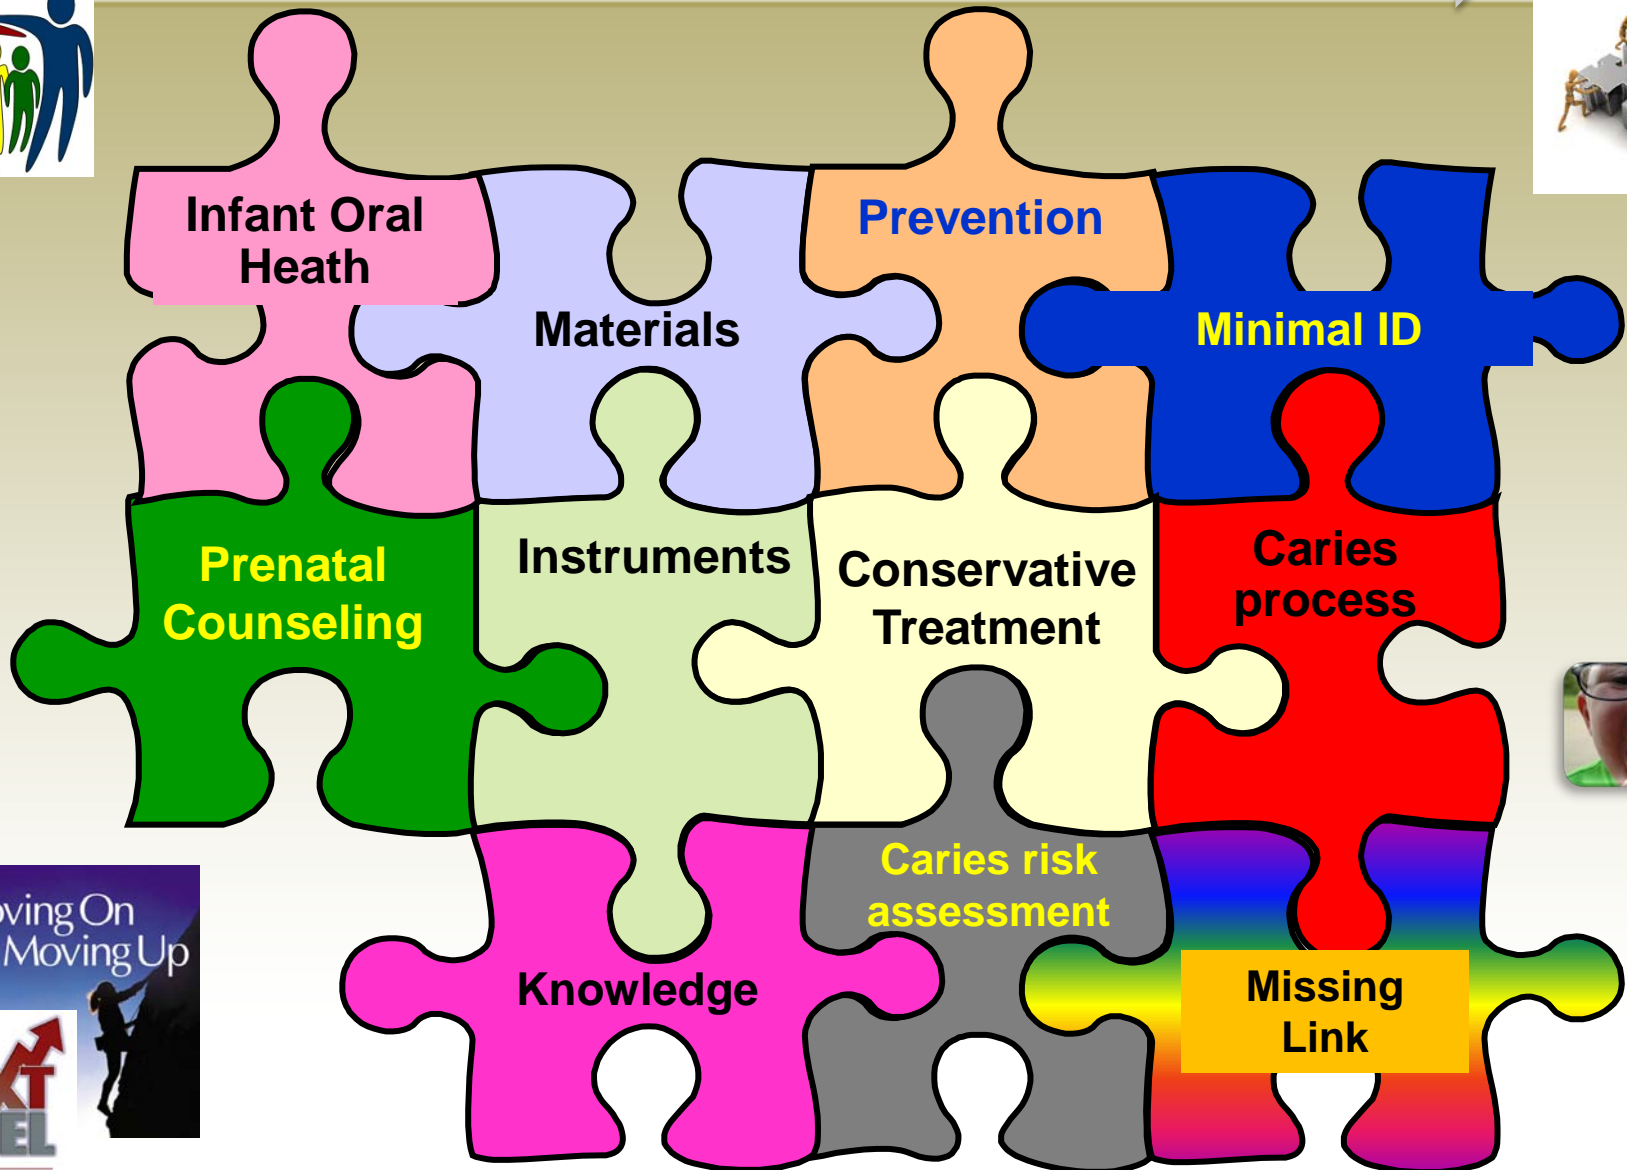 Infant Oral
Heath
Prevention
Materials
Minimal ID
Prenatal
Counseling
Instruments
Conservative
Treatment
Caries
process
Caries risk
assessment
Knowledge
Missing
Link
On
Moving Up